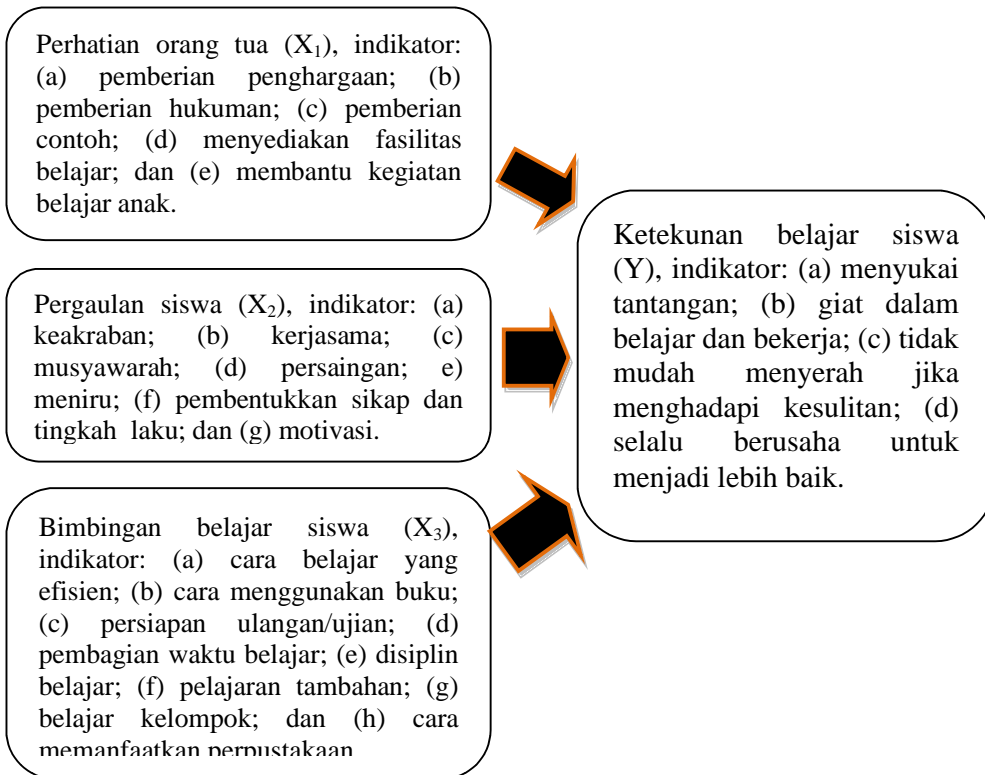 Perhatian orang tua (X₁), indikator:
(a) pemberian penghargaan; (b)
pemberian hukuman; (c) pemberian
contoh; (d) menyediakan fasilitas
belajar; dan (e) membantu kegiatan
belajar anak.
Pergaulan siswa (X₂), indikator: (a)
keakraban; (b) kerjasama; (c)
musyawarah; (d) persaingan; e)
meniru; (f) pembentukkan sikap dan
tingkah laku; dan (g) motivasi.
Bimbingan belajar siswa (X₃),
indikator: (a) cara belajar yang
efisien; (b) cara menggunakan buku;
(c) persiapan ulangan/ujian; (d)
pembagian waktu belajar; (e) disiplin
belajar; (f) pelajaran tambahan; (g)
belajar kelompok; dan (h) cara
memanfaatkan perpustakaan
Ketekunan belajar siswa
(Y), indikator: (a) menyukai
tantangan; (b) giat dalam
belajar dan bekerja; (c) tidak
mudah menyerah jika
menghadapi kesulitan; (d)
selalu berusaha untuk
menjadi lebih baik.